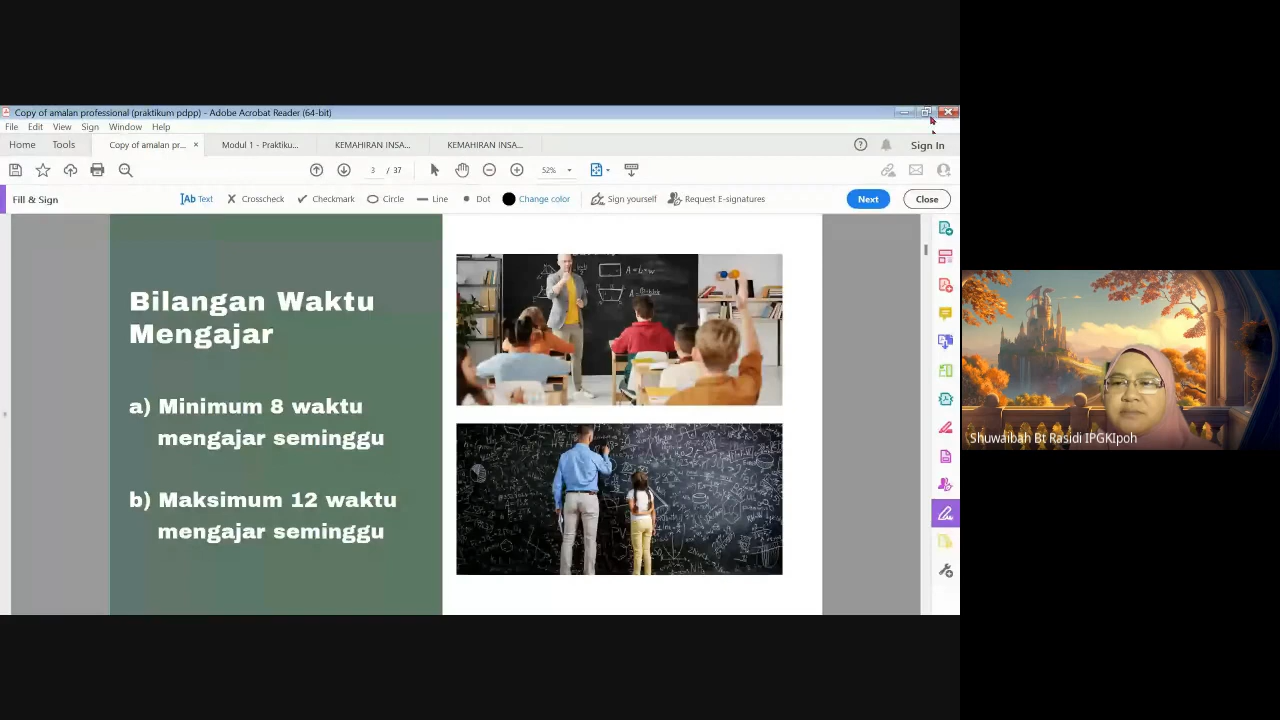 Copy of amalan professional (praktikum pdpp) - Adobe Acrobat Reader (64-bit)
File Edit View Sign Window Help
Home Tools Copy of amalan pr... × Modul 1 - Praktiku... KEMAHIRAN INSA... KEMAHIRAN INSA... Sign In
3 / 37 52%
Fill & Sign Ab Text Crosscheck Checkmark Circle Line Dot Change color Sign yourself Request E-signatures Next Close
Bilangan Waktu
Mengajar
a) Minimum 8 waktu
mengajar seminggu
b) Maksimum 12 waktu
mengajar seminggu
Shuwaibah Bt Rasidi IPGKIpoh